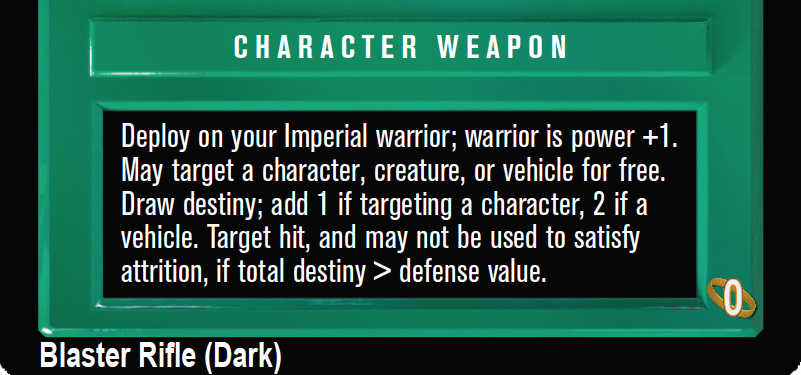 CHARACTER WEAPON
Deploy on your Imperial warrior; warrior is power +1.
May target a character, creature, or vehicle for free.
Draw destiny; add 1 if targeting a character, 2 if a
vehicle. Target hit, and may not be used to satisfy
attrition, if total destiny > defense value.
0
Blaster Rifle (Dark)